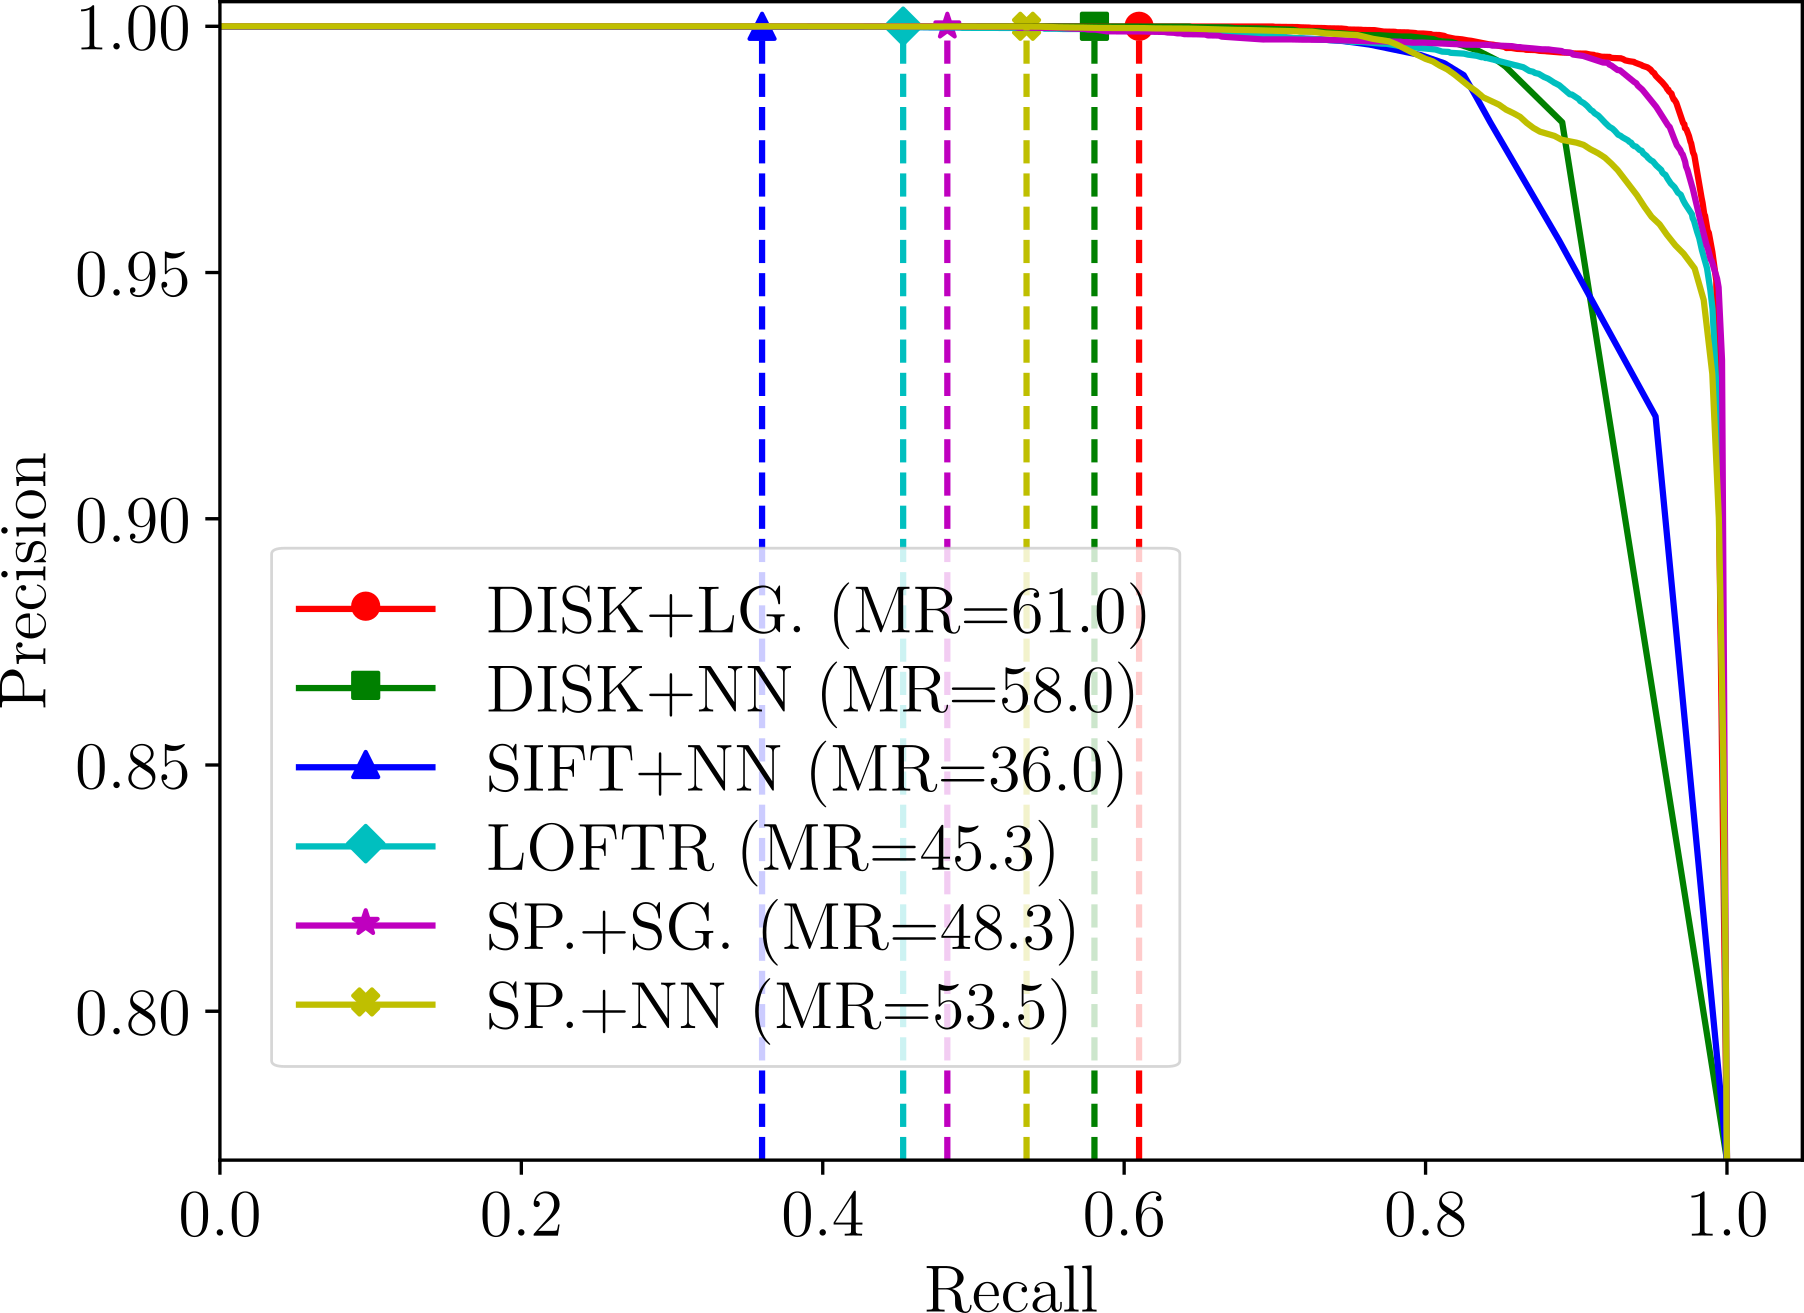 1.00
0.95
0.90
0.85
0.80
Precision
DISK+LG. (MR=61.0)
DISK+NN (MR=58.0)
SIFT+NN (MR=36.0)
LOFTR (MR=45.3)
SP.+SG. (MR=48.3)
SP.+NN (MR=53.5)
0.0 0.2 0.4 0.6 0.8 1.0
Recall